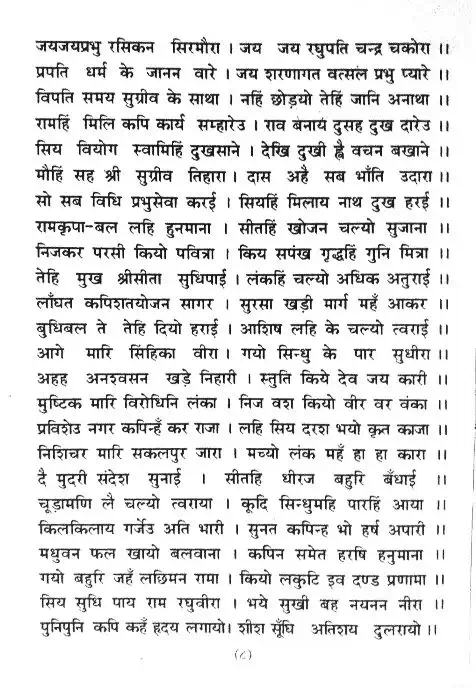 जयजयप्रभु रसिकन सिरमौरा । जय जय रघुपति चन्द्र चकोरा ।।
प्रपति धर्म के जानन वारे । जय शरणागत वत्सल प्रभु प्यारे ।।
विपति समय सुग्रीव के साथा । नहिं छोड़यो तेहिं जानि अनाथा ।।
रामहिं मिलि कपि कार्य सम्हारेउ । राव बनाय दुसह दुख दारेउ ।।
सिय वियोग स्वामिहिं दुखसाने । देखि दुखी ह्वै वचन बखाने ।।
मौहिं सह श्री सुग्रीव तिहारा । दास अहै सब भाँति उदारा ।।
सो सब विधि प्रभुसेवा करई । सियहिं मिलाय नाथ दुख हरई ।।
रामकृपा-बल लहि हुनमाना । सीतहिं खोजन चल्यो सुजाना ।।
निजकर परसी कियो पवित्रा । किय सपंख गृद्धहिं गुनि मित्रा ।।
तेहि मुख श्रीसीता सुधिपाई । लंकहिं चल्यो अधिक अतुराई ।।
लाँघत कपिशतयोजन सागर । सुरसा खड़ी मार्ग महँ आकर ।।
बुधिबल ते तेहि दियो हराई । आशिष लहि के चल्यो त्वराई ।।
आगे मारि सिंहिका वीरा । गयो सिन्धु के पार सुधीरा ।।
अहह अनश्वसन खड़े निहारी । स्तुति किये देव जय कारी ।।
मुष्टिक मारि विरोधिनि लंका । निज वश कियो वीर वर वंका ।।
प्रविशेउ नगर कपिन्हँ कर राजा । लहि सिय दरश भयो कृत काजा ।।
निशिचर मारि सकलपुर जारा । मच्यो लंक महँ हा हा कारा ।।
दै मुदरी संदेश सुनाई । सीतहि धीरज बहुरि बँधाई ।।
चूड़ामणि लै चल्यो त्वराया । कूदि सिन्धुमहि पारहिं आया ।।
किलकिलाय गर्जेउ अति भारी । सुनत कपिन्ह भो हर्ष अपारी ।।
मधुवन फल खायो बलवाना । कपिन समेत हरषि हनुमाना ।।
गयो बहुरि जहँ लछिमन रामा । कियो लकुटि इव दण्ड प्रणामा ।।
सिय सुधि पाय राम रघुवीरा । भये सुखी बह नयनन नीरा ।।
पुनिपुनि कपि कहँ हृदय लगायो। शीश सूँघि अतिशय दुलरायो ।।
(८)